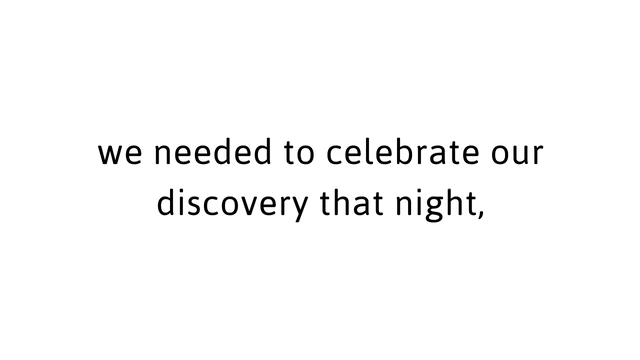 we needed to celebrate our
discovery that night,